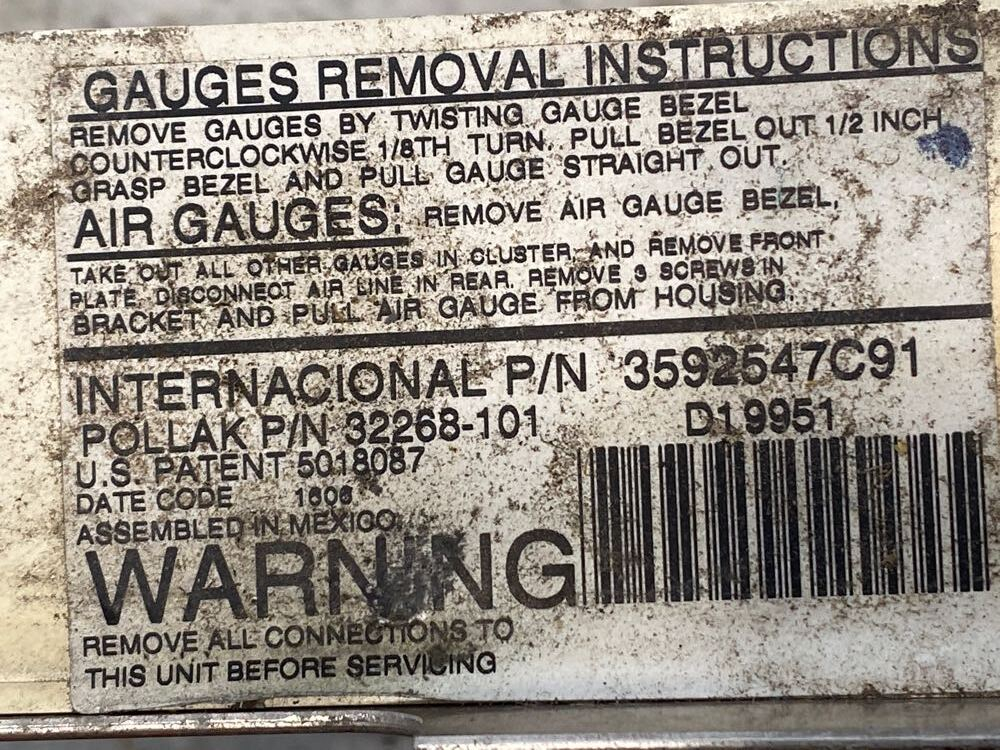 GAUGES REMOVAL INSTRUCTIONS
REMOVE GAUGES BY TWISTING GAUGE BEZEL
COUNTERCLOCKWISE 1/8TH TURN. PULL BEZEL OUT 1/2 INCH
GRASP BEZEL AND PULL GAUGE STRAIGHT OUT.
AIR GAUGES: REMOVE AIR GAUGE BEZEL,
TAKE OUT ALL OTHER GAUGES IN CLUSTER, AND REMOVE FRONT
PLATE. DISCONNECT AIR LINE IN REAR. REMOVE 3 SCREWS IN
BRACKET AND PULL AIR GAUGE FROM HOUSING.
INTERNACIONAL P/N 3592547C91
POLLAK P/N 32268-101 D19951
U.S. PATENT 5018087
DATE CODE
ASSEMBLED IN MEXICO
WARNING
REMOVE ALL CONNECTIONS TO
THIS UNIT BEFORE SERVICING